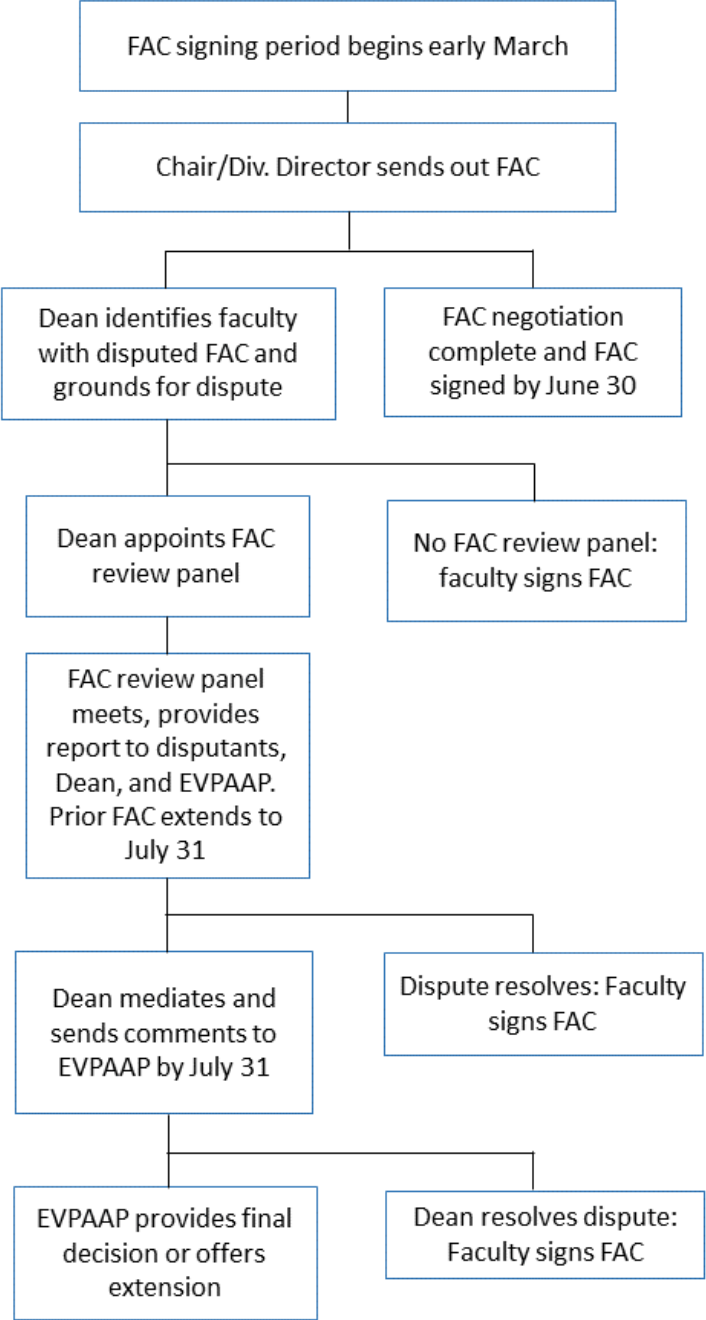 FAC signing period begins early March
Chair/Div. Director sends out FAC
Dean identifies faculty
with disputed FAC and
grounds for dispute
FAC negotiation
complete and FAC
signed by June 30
Dean appoints FAC
review panel
No FAC review panel:
faculty signs FAC
FAC review panel
meets, provides
report to disputants,
Dean, and EVPAAP.
Prior FAC extends to
July 31
Dean mediates and
sends comments to
EVPAAP by July 31
Dispute resolves: Faculty
signs FAC
EVPAAP provides final
decision or offers
extension
Dean resolves dispute:
Faculty signs FAC